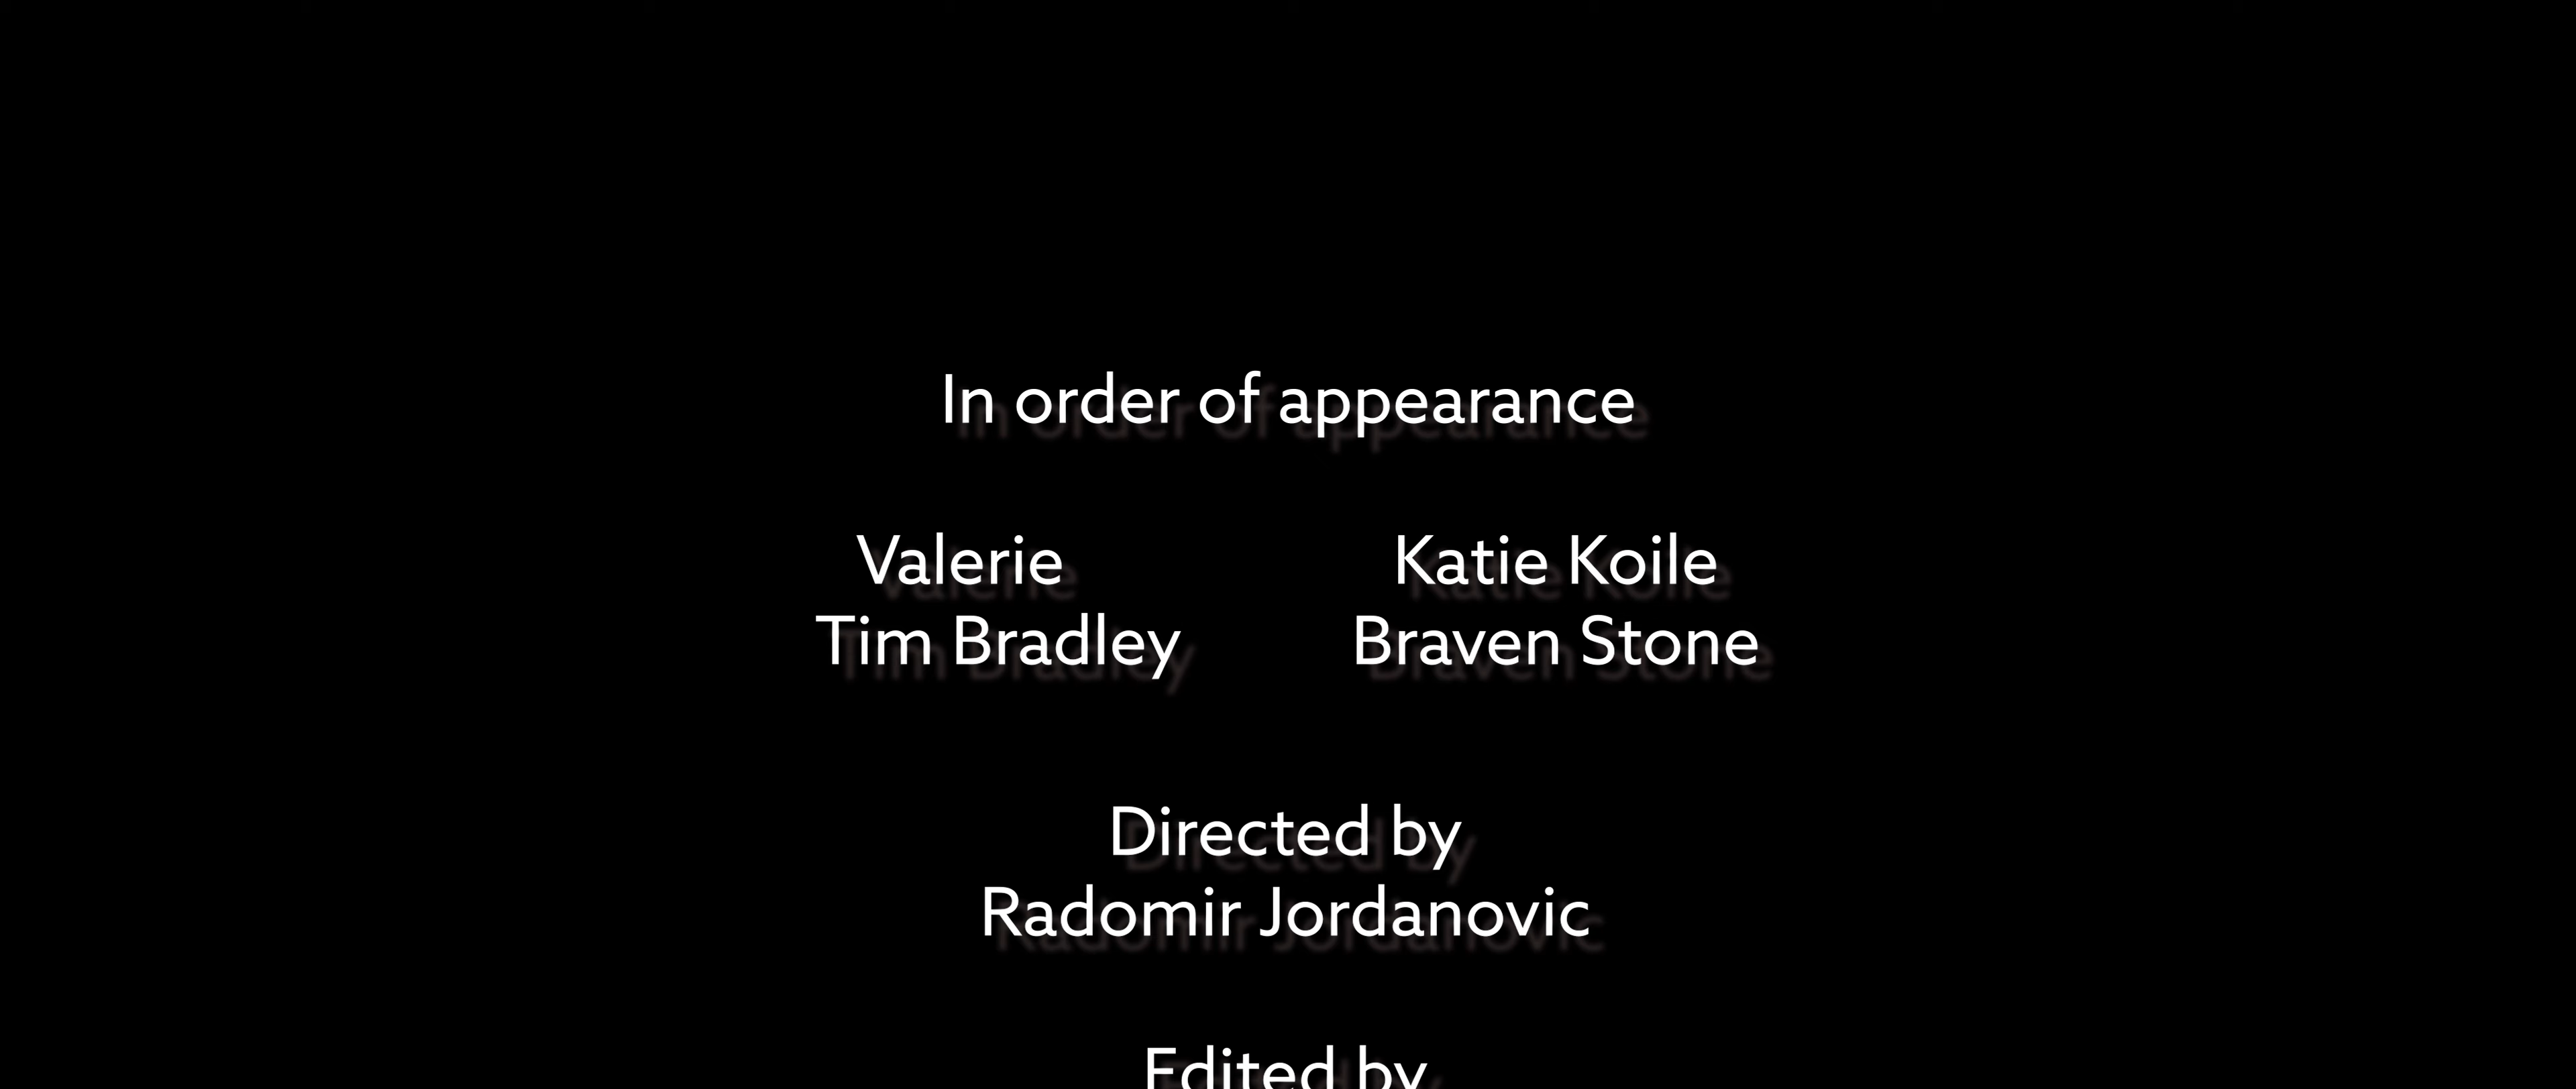 In order of appearance
Valerie Katie Koile
Tim Bradley Braven Stone
Directed by
Radomir Jordanovic
Edited by